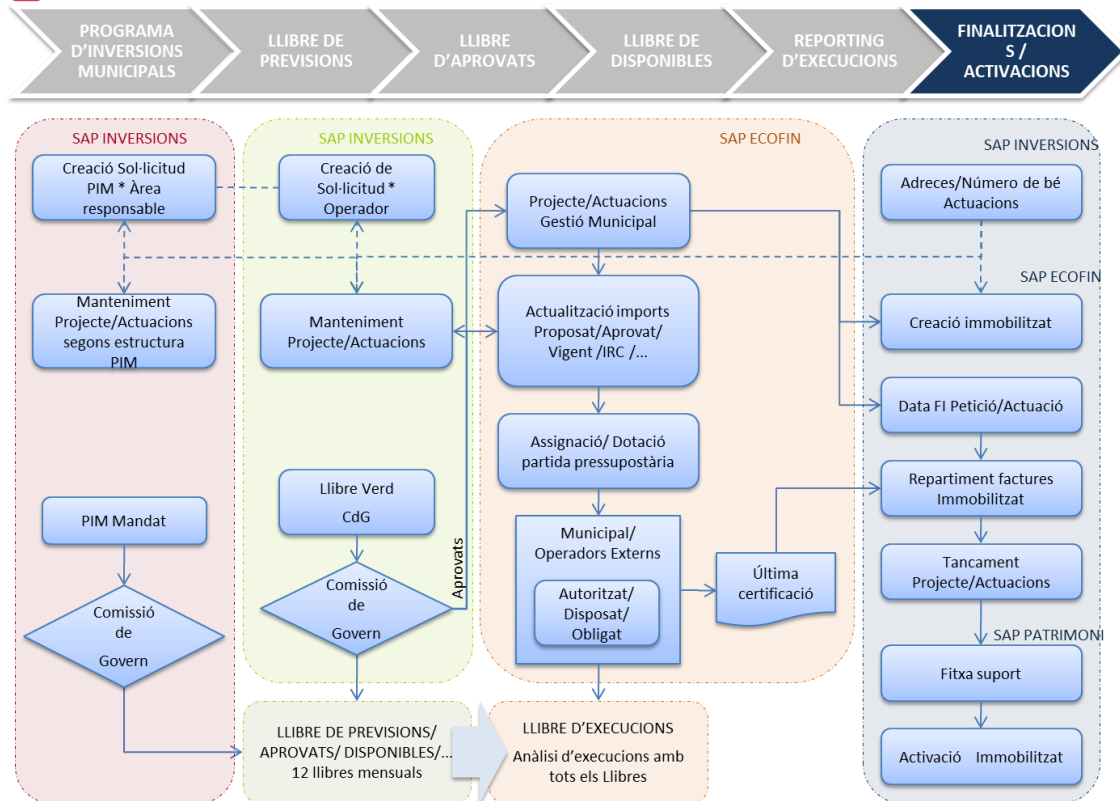 PROGRAMA
D'INVERSIONS
MUNICIPALS
LLIBRE DE
PREVISIONS
LLIBRE
D'APROVATS
LLIBRE DE
DISPONIBLES
REPORTING
D'EXECUCIONS
FINALITZACION
S /
ACTIVACIONS
SAP INVERSIONS
Creació Sol·licitud
PIM * Àrea
responsable
Manteniment
Projecte/Actuacions
segons estructura
PIM
PIM Mandat
Comissió
de
Govern
SAP INVERSIONS
Creació de
Sol·licitud *
Operador
Manteniment
Projecte/Actuacions
Llibre Verd
CdG
Comissió
de
Govern
Aprovats
LLIBRE DE PREVISIONS/
APROVATS/ DISPONIBLES/...
12 llibres mensuals
SAP ECOFIN
Projecte/Actuacions
Gestió Municipal
Actualització imports
Proposat/Aprovat/
Vigent /IRC /...
Assignació/ Dotació
partida pressupostària
Municipal/
Operadors Externs
Autoritzat/
Disposat/
Obligat
Última
certificació
LLIBRE D'EXECUCIONS
Anàlisi d'execucions amb
tots els Llibres
SAP INVERSIONS
Adreces/Número de bé
Actuacions
SAP ECOFIN
Creació immobilitzat
Data FI Petició/Actuació
Repartiment factures
Immobilitzat
Tancament
Projecte/Actuacions
SAP PATRIMONI
Fitxa suport
Activació Immobilitzat